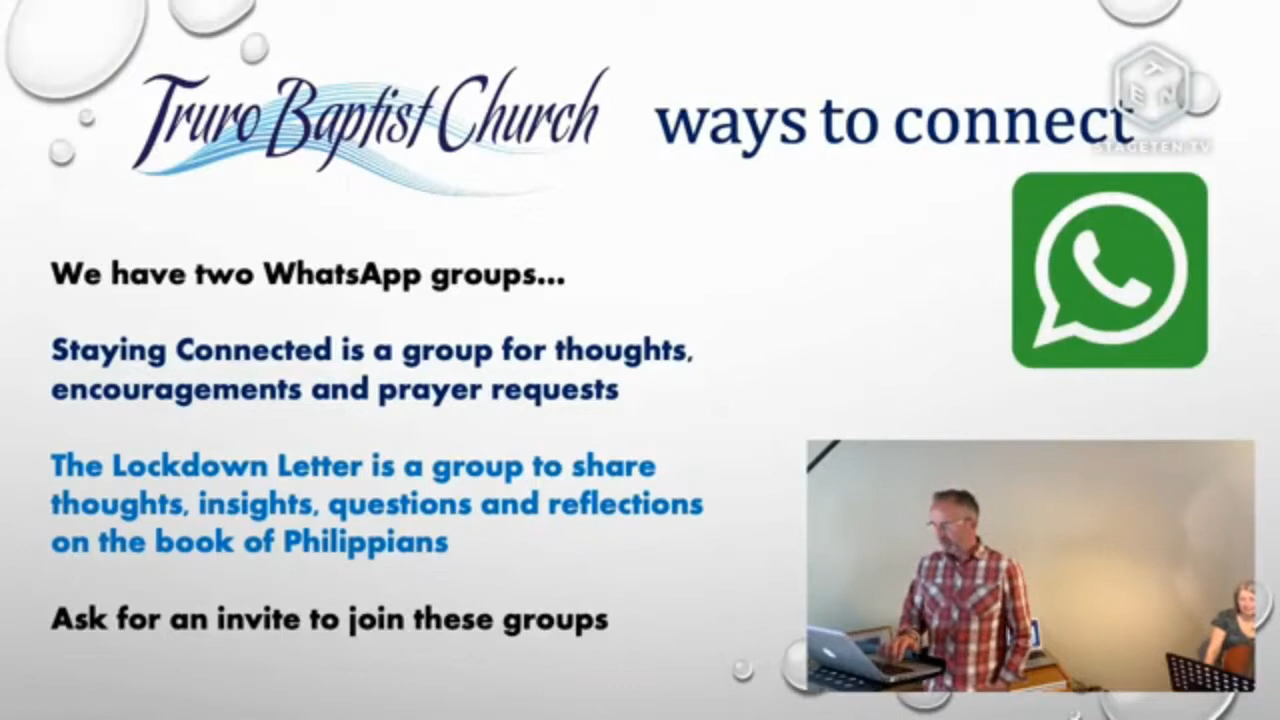 Truro Baptist Church ways to connect
TEN
STAGETEN.TV
We have two WhatsApp groups...
Staying Connected is a group for thoughts,
encouragements and prayer requests
The Lockdown Letter is a group to share
thoughts, insights, questions and reflections
on the book of Philippians
Ask for an invite to join these groups